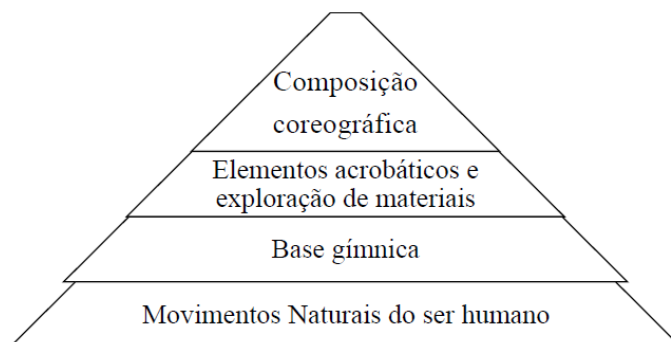 Composição
coreográfica
Elementos acrobáticos e
exploração de materiais
Base gímnica
Movimentos Naturais do ser humano